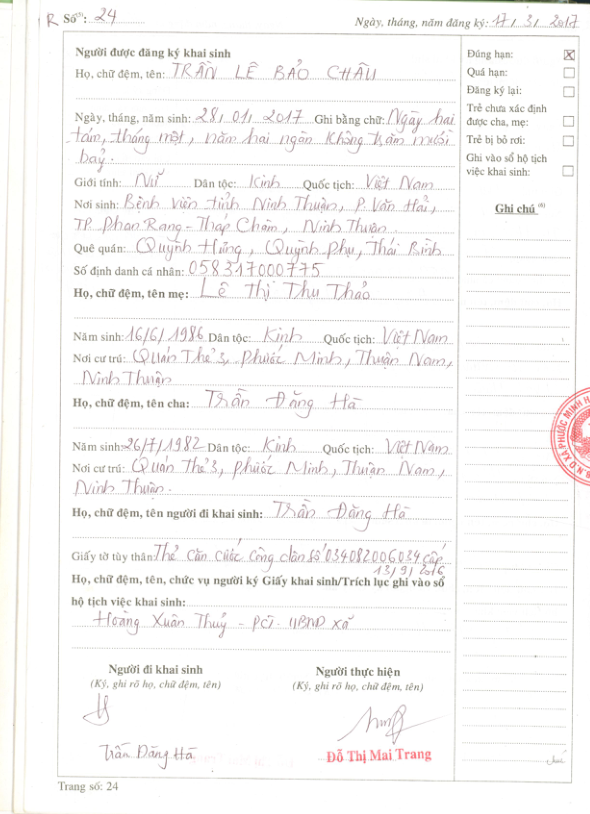 R Số: 24
Ngày, tháng, năm đăng ký: 17/ 3/ 2017
Người được đăng ký khai sinh
Họ, chữ đệm, tên: TRẦN LÊ BẢO CHÂU
Ngày, tháng, năm sinh: 28/ 01/ 2017 Ghi bằng chữ: Ngày hai
tám, tháng một, năm hai ngàn không trăm mười
bảy.
Giới tính: Nữ Dân tộc: Kinh Quốc tịch: Việt Nam
Nơi sinh: Bệnh viện tỉnh Ninh Thuận, P. Văn Hải,
TP. Phan Rang - Tháp Chàm, Ninh Thuận
Quê quán: Quỳnh Hưng, Quỳnh Phụ, Thái Bình
Số định danh cá nhân: 058317000775
Họ, chữ đệm, tên mẹ: Lê Thị Thu Thảo
Năm sinh: 16/6/1986 Dân tộc: Kinh Quốc tịch: Việt Nam
Nơi cư trú: Quán Thẻ 3, Phước Minh, Thuận Nam,
Ninh Thuận
Họ, chữ đệm, tên cha: Trần Đăng Hà
Năm sinh: 26/7/1982 Dân tộc: Kinh Quốc tịch: Việt Nam
Nơi cư trú: Quán Thẻ 3, Phước Minh, Thuận Nam,
Ninh Thuận.
Họ, chữ đệm, tên người đi khai sinh: Trần Đăng Hà
Giấy tờ tùy thân: Thẻ căn cước công dân số 034082006034 cấp
13/9/2016
Họ, chữ đệm, tên, chức vụ người ký Giấy khai sinh/Trích lục ghi vào sổ
hộ tịch việc khai sinh:
Hoàng Xuân Thuỷ - PCT. UBND xã
Người đi khai sinh
(Ký, ghi rõ họ, chữ đệm, tên)
Trần Đăng Hà
Người thực hiện
(Ký, ghi rõ họ, chữ đệm, tên)
Đỗ Thị Mai Trang
Đúng hạn: X
Quá hạn:
Đăng ký lại:
Trẻ chưa xác định
được cha, mẹ:
Trẻ bị bỏ rơi:
Ghi vào sổ hộ tịch
việc khai sinh:
Ghi chú
Trang số: 24